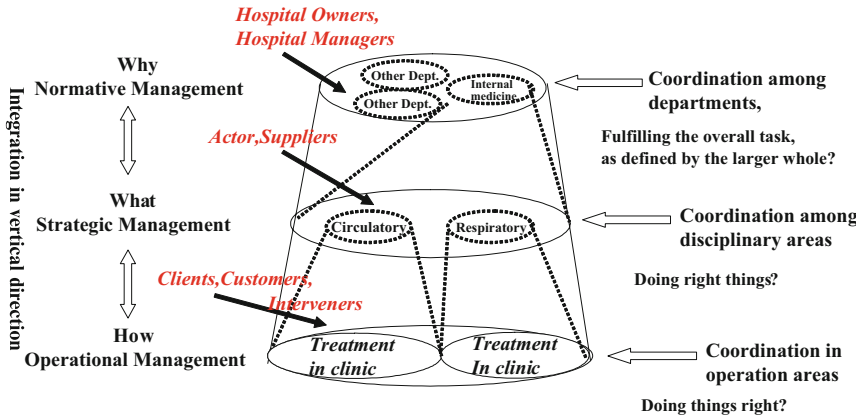 Hospital Owners,
Hospital Managers
Why
Normative Management
Other Dept.
Other Dept.
Internal
medicine
Coordination among
departments,
Fulfilling the overall task,
as defined by the larger whole?
Integration in vertical direction
Actor,Suppliers
What
Strategic Management
Circulatory
Respiratory
Coordination among
disciplinary areas
Doing right things?
Clients,Customers,
Interveners
How
Operational Management
Treatment
in clinic
Treatment
In clinic
Coordination in
operation areas
Doing things right?